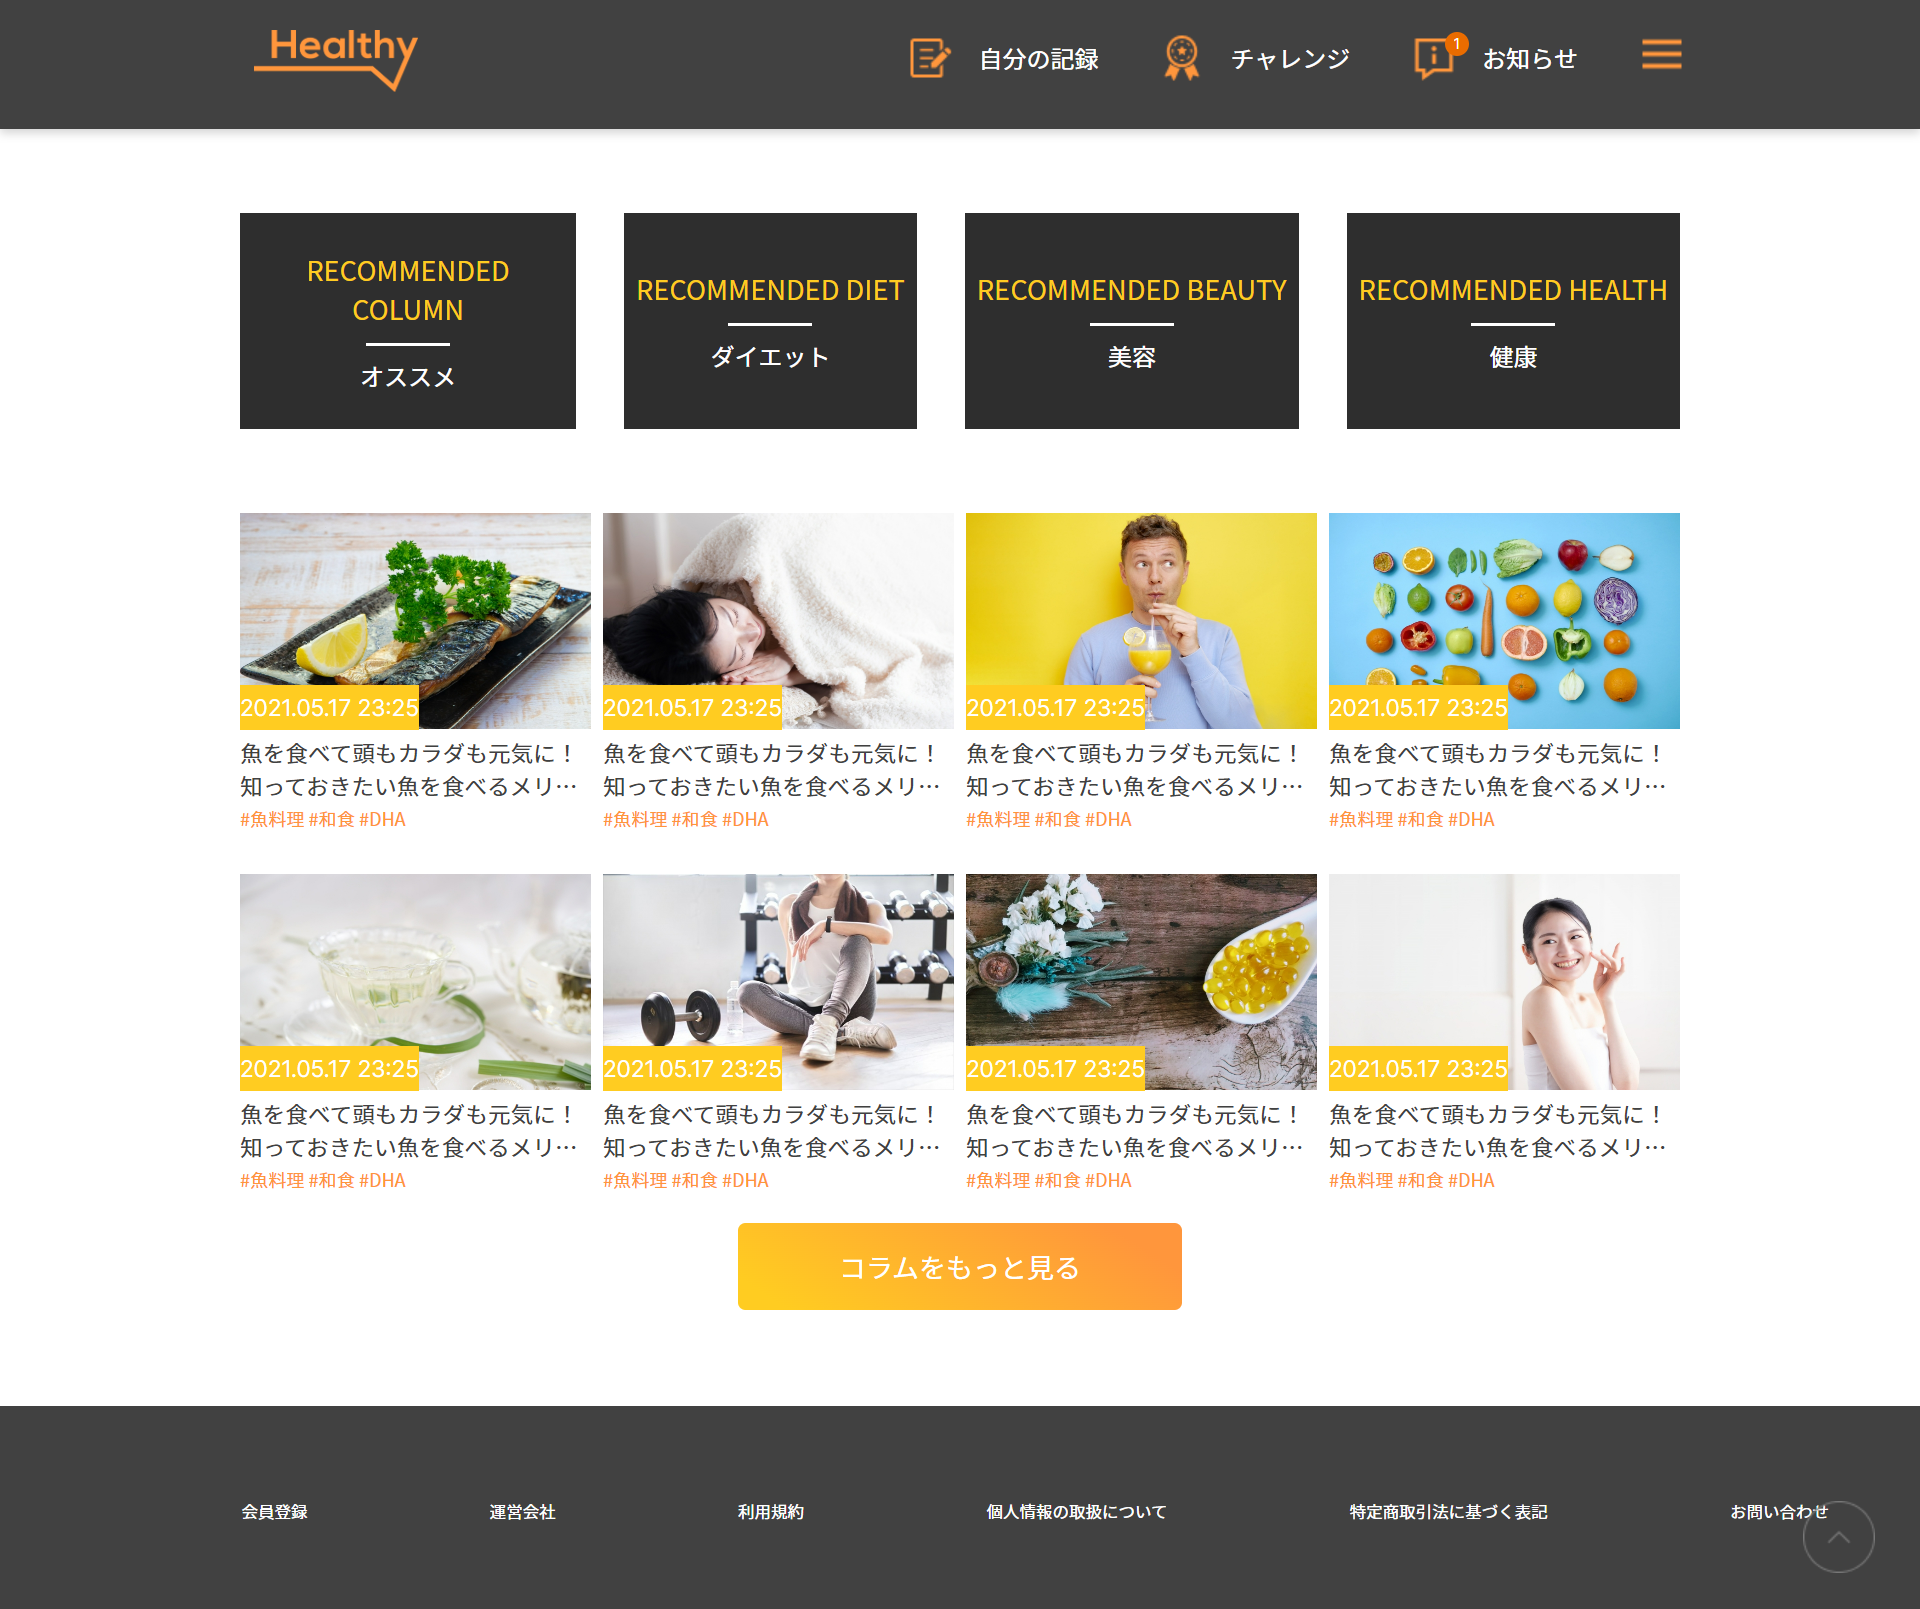 Healthy
自分の記録
チャレンジ
1
お知らせ
RECOMMENDED
COLUMN
オススメ
RECOMMENDED DIET
ダイエット
RECOMMENDED BEAUTY
美容
RECOMMENDED HEALTH
健康
2021.05.17 23:25
魚を食べて頭もカラダも元気に！
知っておきたい魚を食べるメリ…
#魚料理 #和食 #DHA
2021.05.17 23:25
魚を食べて頭もカラダも元気に！
知っておきたい魚を食べるメリ…
#魚料理 #和食 #DHA
2021.05.17 23:25
魚を食べて頭もカラダも元気に！
知っておきたい魚を食べるメリ…
#魚料理 #和食 #DHA
2021.05.17 23:25
魚を食べて頭もカラダも元気に！
知っておきたい魚を食べるメリ…
#魚料理 #和食 #DHA
2021.05.17 23:25
魚を食べて頭もカラダも元気に！
知っておきたい魚を食べるメリ…
#魚料理 #和食 #DHA
2021.05.17 23:25
魚を食べて頭もカラダも元気に！
知っておきたい魚を食べるメリ…
#魚料理 #和食 #DHA
2021.05.17 23:25
魚を食べて頭もカラダも元気に！
知っておきたい魚を食べるメリ…
#魚料理 #和食 #DHA
2021.05.17 23:25
魚を食べて頭もカラダも元気に！
知っておきたい魚を食べるメリ…
#魚料理 #和食 #DHA
コラムをもっと見る
会員登録
運営会社
利用規約
個人情報の取扱について
特定商取引法に基づく表記
お問い合わせ